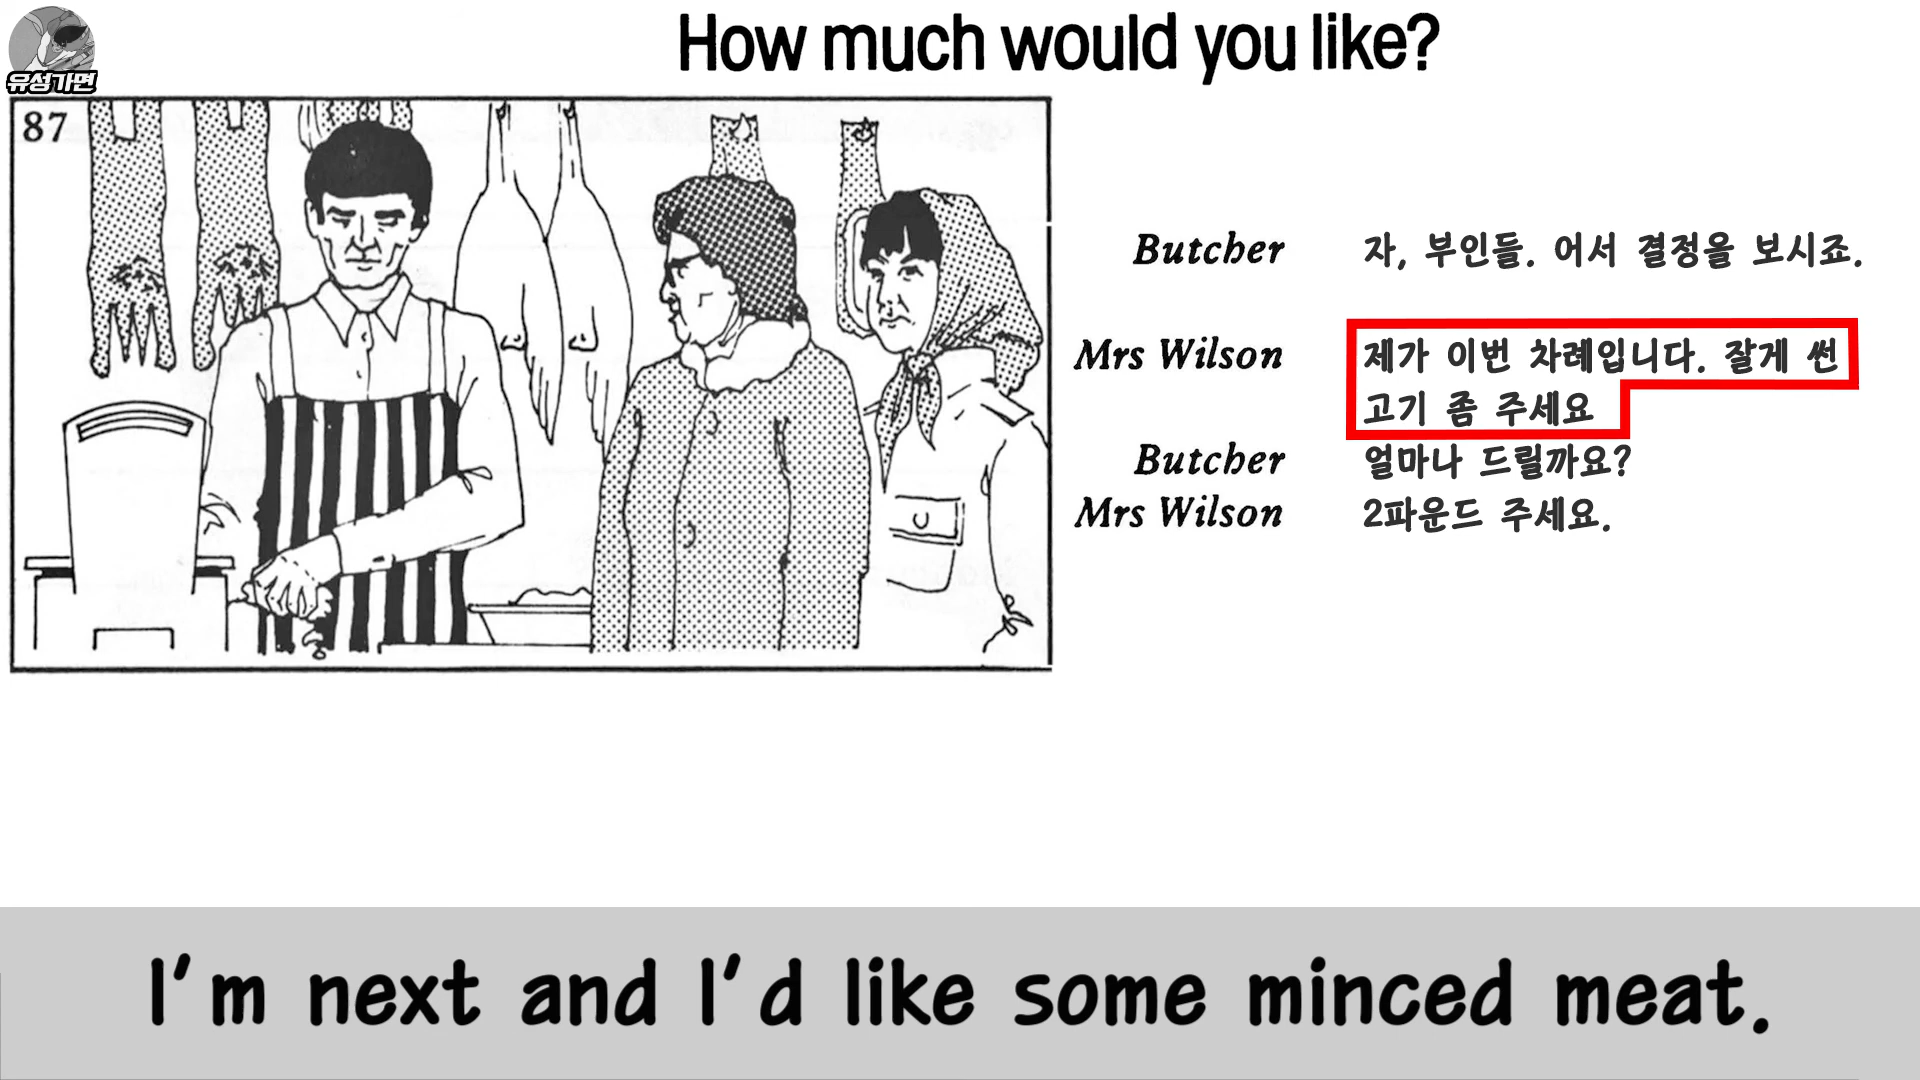 How much would you like?
유성가면
87
Butcher 자, 부인들. 어서 결정을 보시죠.
Mrs Wilson 제가 이번 차례입니다. 잘게 썬
고기 좀 주세요
Butcher 얼마나 드릴까요?
Mrs Wilson 2파운드 주세요.
I'm next and I'd like some minced meat.